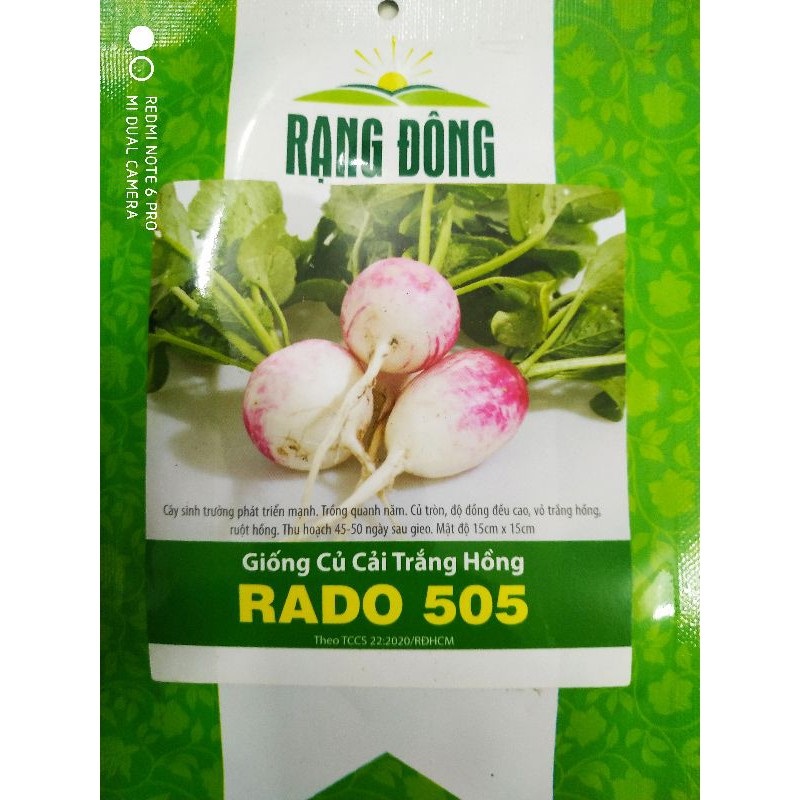 REDMI NOTE 6 PRO
MI DUAL CAMERA
RẠNG ĐÔNG
Cây sinh trưởng phát triển mạnh. Trồng quanh năm. Củ tròn, độ đồng đều cao, vỏ trắng hồng,
ruột hồng. Thu hoạch 45-50 ngày sau gieo. Mật độ 15cm x 15cm
Giống Củ Cải Trắng Hồng
RADO 505
Theo TCCS 22:2020/RĐHCM